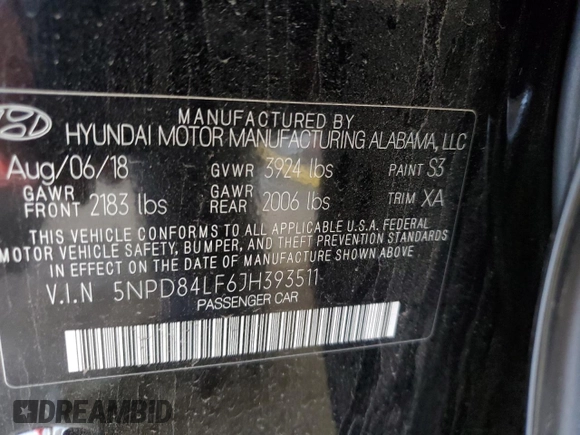 MANUFACTURED BY
HYUNDAI MOTOR MANUFACTURING ALABAMA, LLC
Aug/06/18 GVWR 3924 lbs PAINT S3
GAWR FRONT 2183 lbs GAWR REAR 2006 lbs TRIM XA
THIS VEHICLE CONFORMS TO ALL APPLICABLE U.S.A. FEDERAL
MOTOR VEHICLE SAFETY, BUMPER, AND THEFT PREVENTION STANDARDS
IN EFFECT ON THE DATE OF MANUFACTURE SHOWN ABOVE.
V.I.N 5NPD84LF6JH393511
PASSENGER CAR
DREAMBID